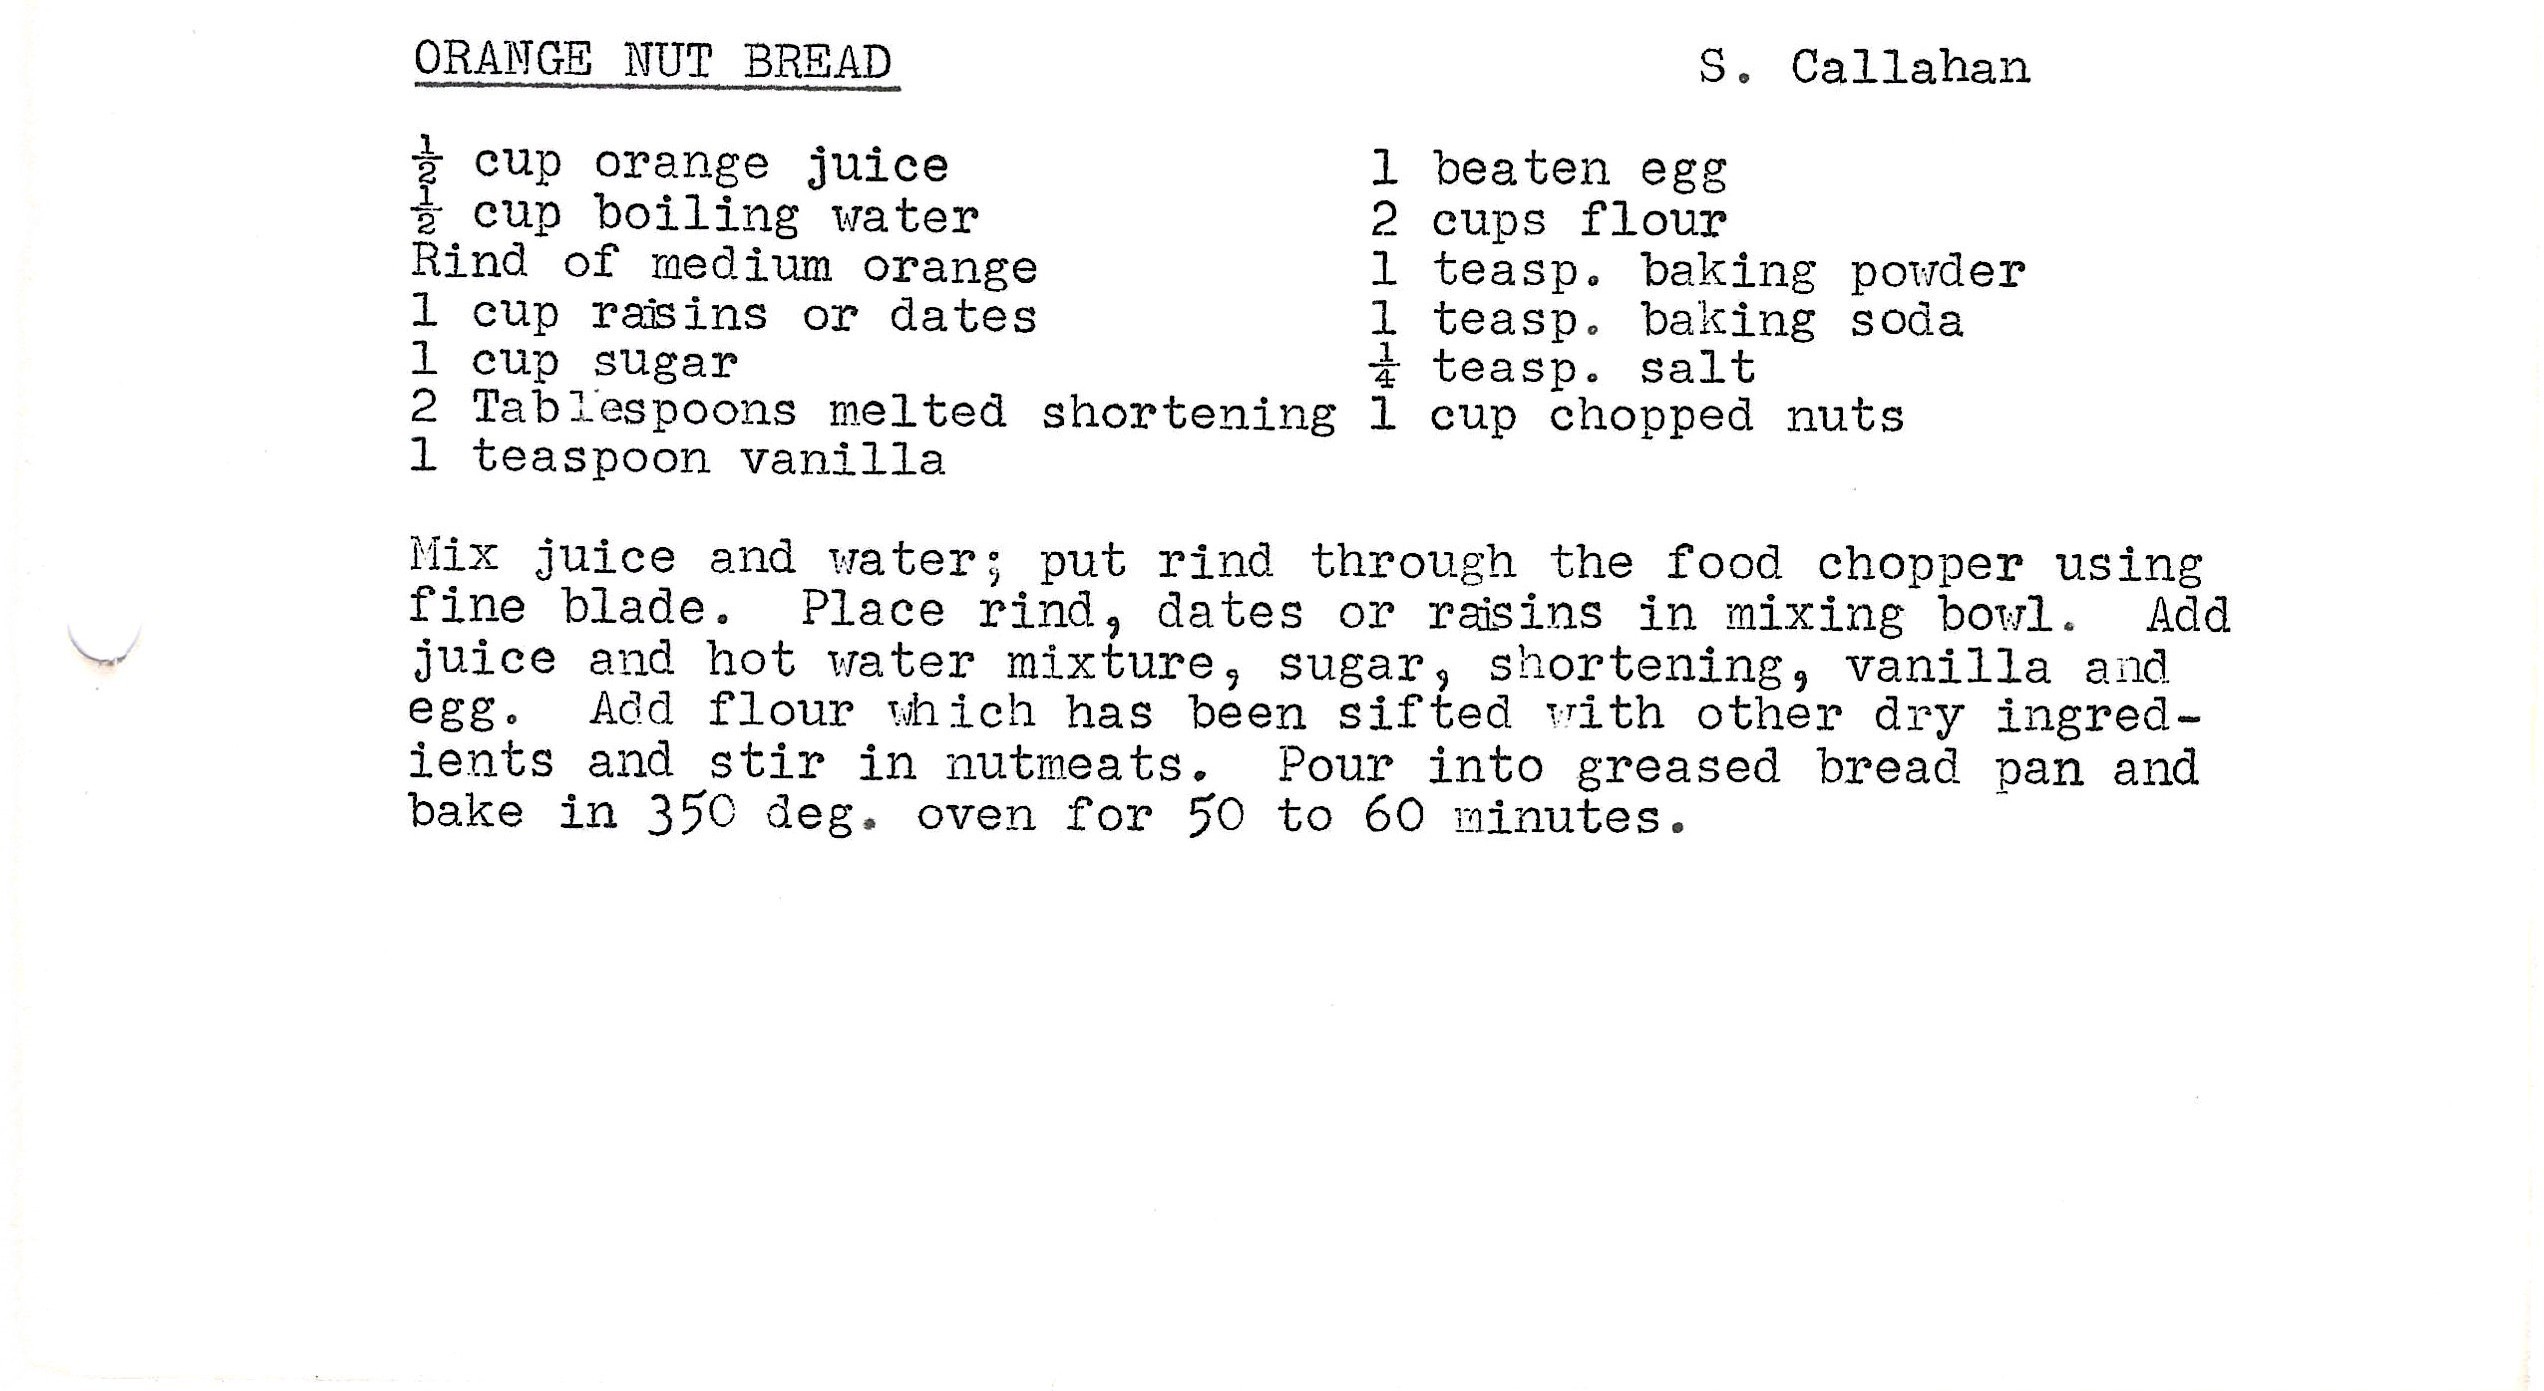 ORANGE NUT BREAD S. Callahan
½ cup orange juice 1 beaten egg
½ cup boiling water 2 cups flour
Rind of medium orange 1 teasp. baking powder
1 cup raisins or dates 1 teasp. baking soda
1 cup sugar ¼ teasp. salt
2 Tablespoons melted shortening 1 cup chopped nuts
1 teaspoon vanilla
Mix juice and water; put rind through the food chopper using
fine blade. Place rind, dates or raisins in mixing bowl. Add
juice and hot water mixture, sugar, shortening, vanilla and
egg. Add flour which has been sifted with other dry ingred-
ients and stir in nutmeats. Pour into greased bread pan and
bake in 350 deg. oven for 50 to 60 minutes.